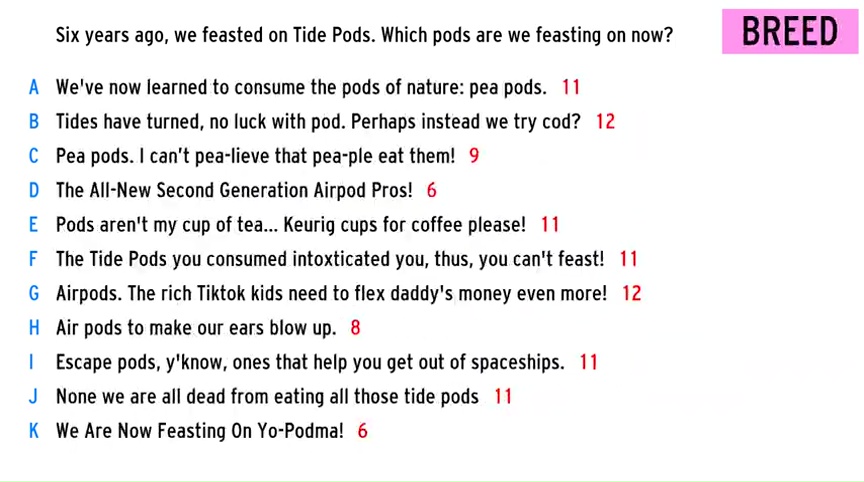 Six years ago, we feasted on Tide Pods. Which pods are we feasting on now?
BREED
A We've now learned to consume the pods of nature: pea pods. 11
B Tides have turned, no luck with pod. Perhaps instead we try cod? 12
C Pea pods. I can't pea-lieve that pea-ple eat them! 9
D The All-New Second Generation Airpod Pros! 6
E Pods aren't my cup of tea... Keurig cups for coffee please! 11
F The Tide Pods you consumed intoxticated you, thus, you can't feast! 11
G Airpods. The rich Tiktok kids need to flex daddy's money even more! 12
H Air pods to make our ears blow up. 8
I Escape pods, y'know, ones that help you get out of spaceships. 11
J None we are all dead from eating all those tide pods 11
K We Are Now Feasting On Yo-Podma! 6